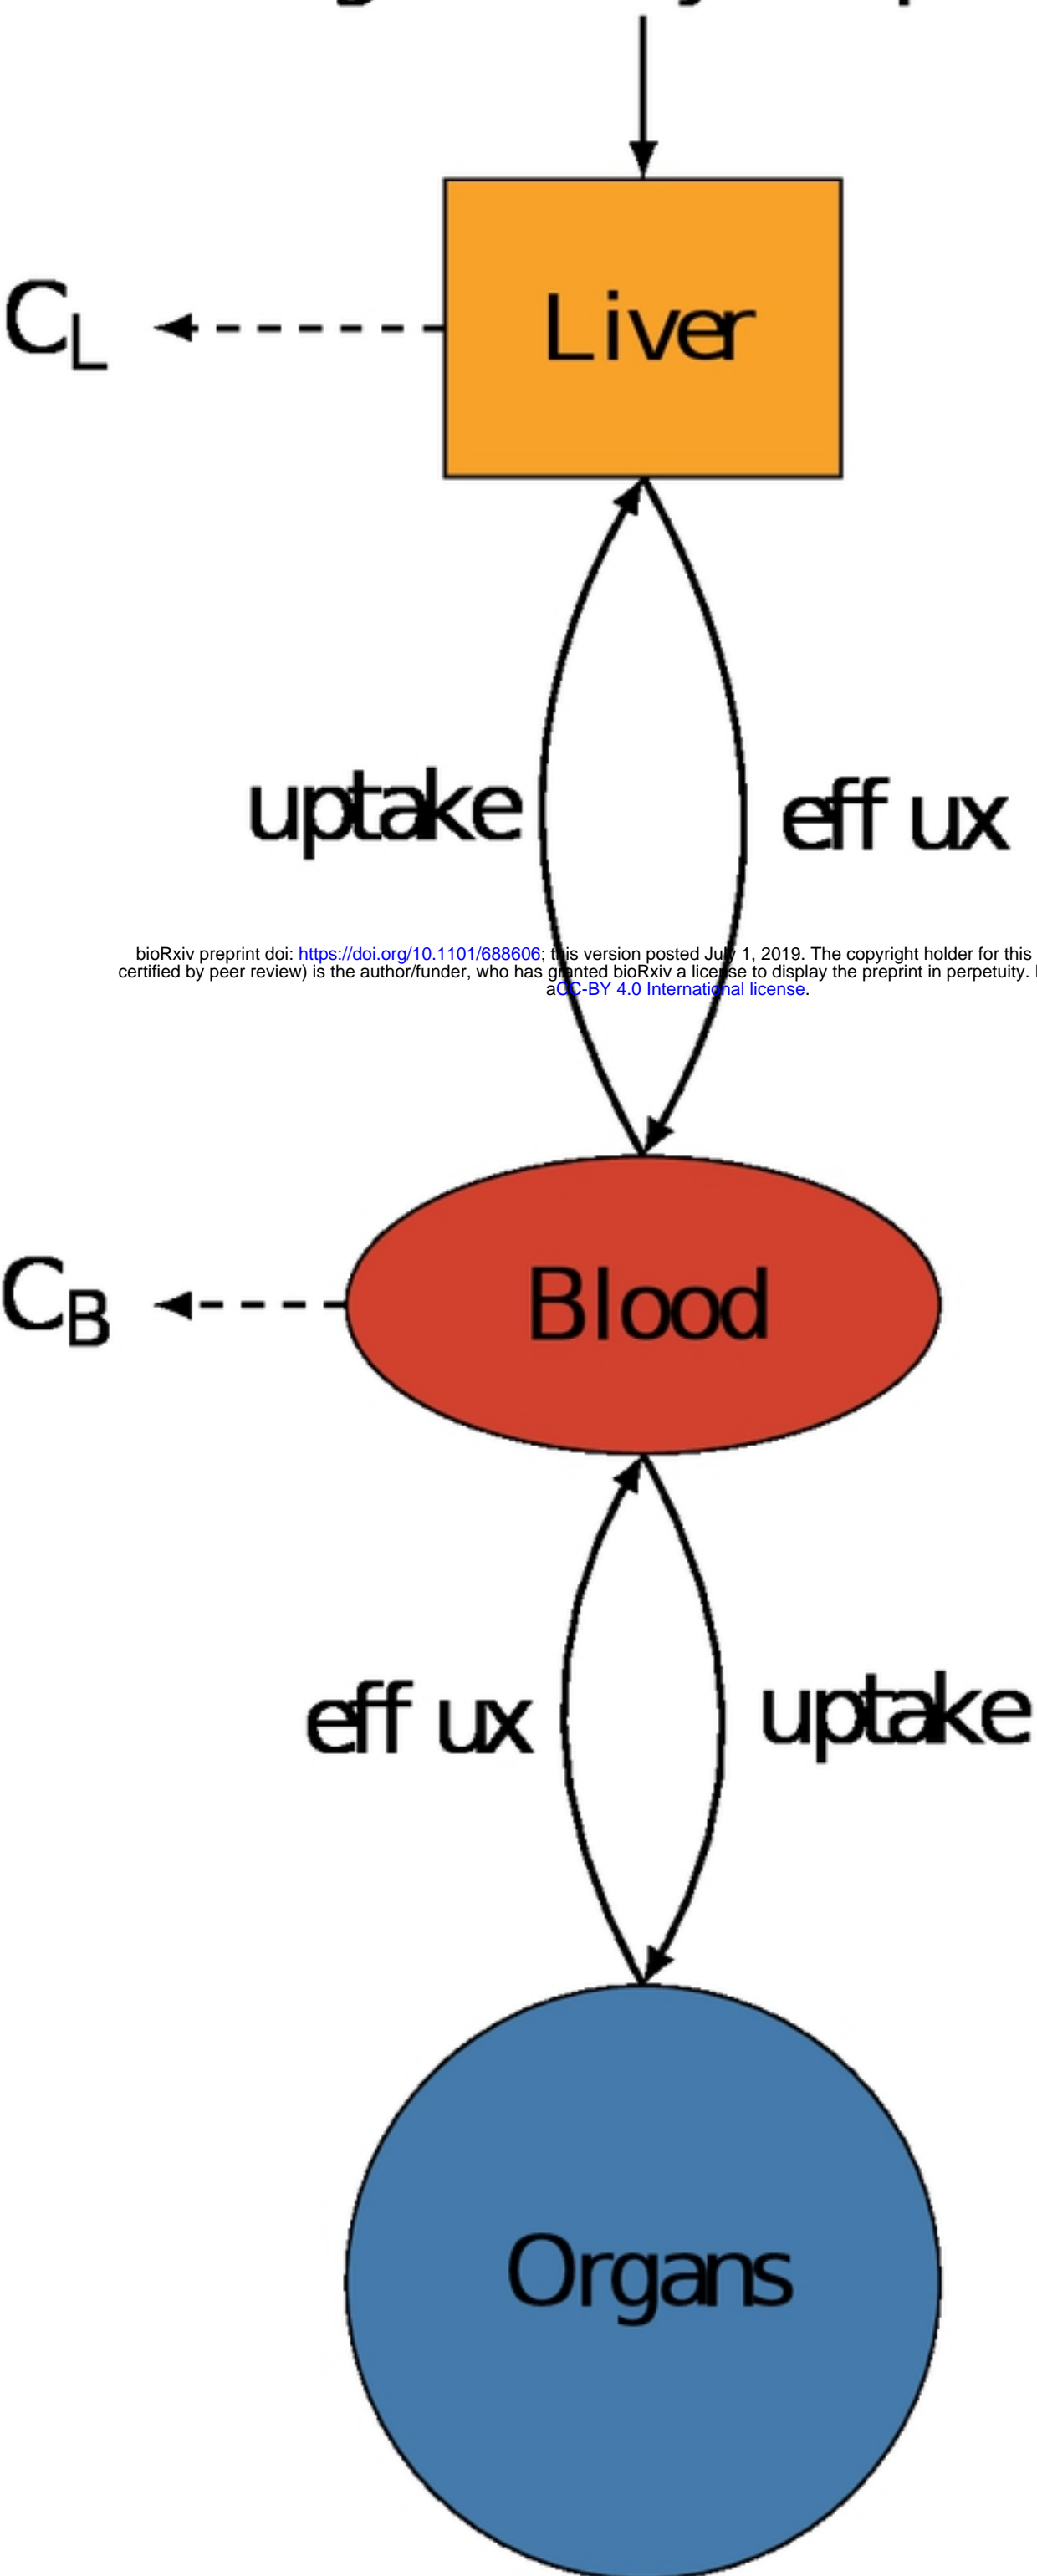 Liver
C_L
uptake
eff ux
bioRxiv preprint doi: https://doi.org/10.1101/688606; this version posted July 1, 2019. The copyright holder for this
certified by peer review) is the author/funder, who has granted bioRxiv a license to display the preprint in perpetuity.
aCC-BY 4.0 International license.
Blood
C_B
eff ux
uptake
Organs